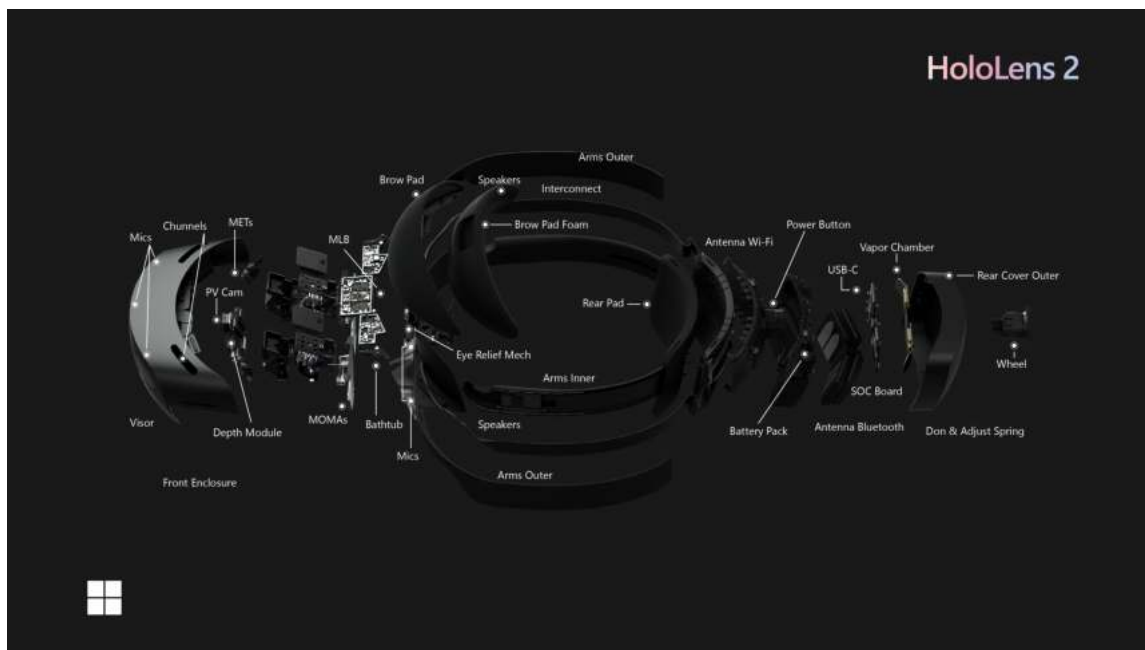 HoloLens 2
Arms Outer
Brow Pad
Speakers
Interconnect
Channels
METs
Brow Pad Foam
Power Button
Mics
MLB
Antenna Wi-Fi
Vapor Chamber
USB-C
Rear Cover Outer
PV Cam
Rear Pad
Eye Relief Mech
Wheel
Arms Inner
SOC Board
MOMAs
Bathtub
Speakers
Visor
Depth Module
Battery Pack
Antenna Bluetooth
Don & Adjust Spring
Mics
Arms Outer
Front Enclosure